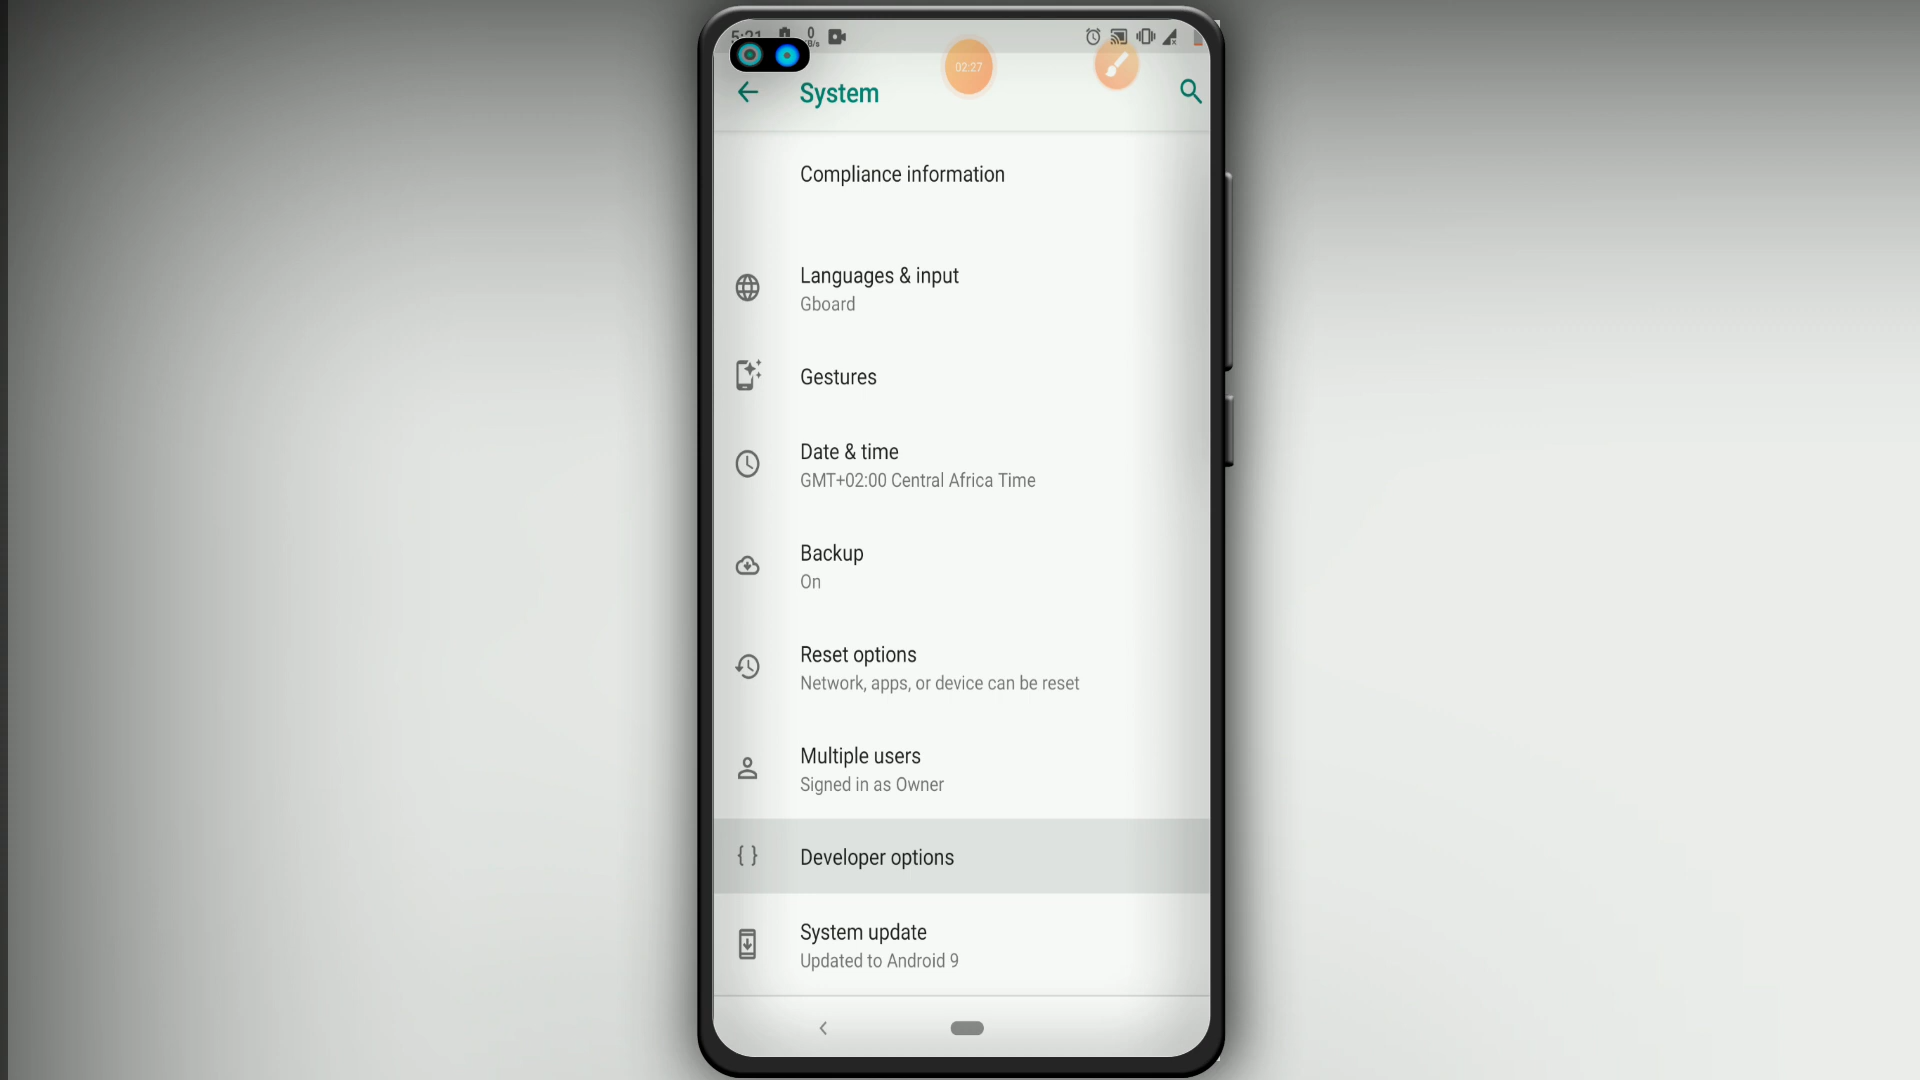 5:21
0
02:27
System
Compliance information
Languages & input
Gboard
Gestures
Date & time
GMT+02:00 Central Africa Time
Backup
On
Reset options
Network, apps, or device can be reset
Multiple users
Signed in as Owner
{ } Developer options
System update
Updated to Android 9